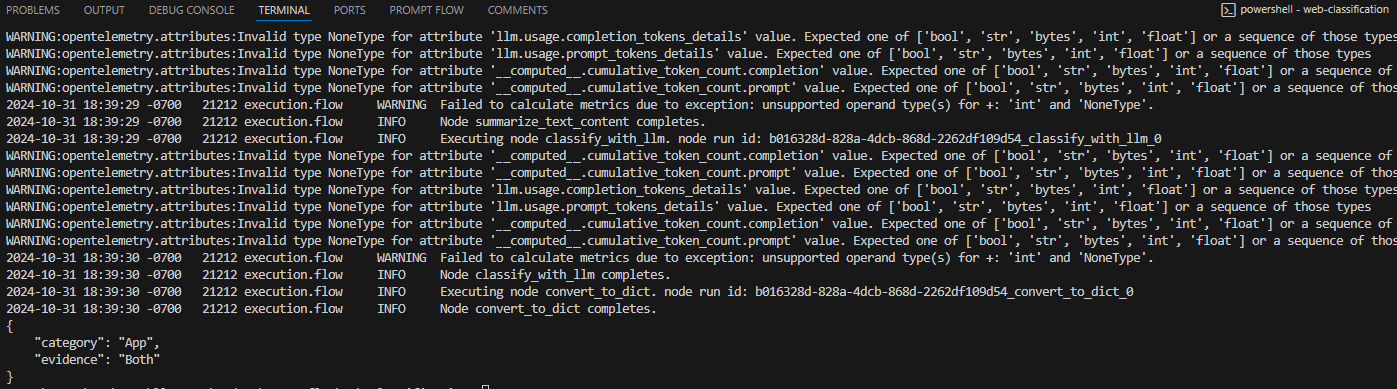 PROBLEMS OUTPUT DEBUG CONSOLE TERMINAL PORTS PROMPT FLOW COMMENTS powershell - web-classification
WARNING:opentelemetry.attributes:Invalid type NoneType for attribute 'llm.usage.completion_tokens_details' value. Expected one of ['bool', 'str', 'bytes', 'int', 'float'] or a sequence of those types
WARNING:opentelemetry.attributes:Invalid type NoneType for attribute 'llm.usage.prompt_tokens_details' value. Expected one of ['bool', 'str', 'bytes', 'int', 'float'] or a sequence of those types
WARNING:opentelemetry.attributes:Invalid type NoneType for attribute '__computed__.cumulative_token_count.completion' value. Expected one of ['bool', 'str', 'bytes', 'int', 'float'] or a sequence of
WARNING:opentelemetry.attributes:Invalid type NoneType for attribute '__computed__.cumulative_token_count.prompt' value. Expected one of ['bool', 'str', 'bytes', 'int', 'float'] or a sequence of thos
2024-10-31 18:39:29 -0700 21212 execution.flow WARNING Failed to calculate metrics due to exception: unsupported operand type(s) for +: 'int' and 'NoneType'.
2024-10-31 18:39:29 -0700 21212 execution.flow INFO Node summarize_text_content completes.
2024-10-31 18:39:29 -0700 21212 execution.flow INFO Executing node classify_with_llm. node run id: b016328d-828a-4dcb-868d-2262df109d54_classify_with_llm_0
WARNING:opentelemetry.attributes:Invalid type NoneType for attribute '__computed__.cumulative_token_count.completion' value. Expected one of ['bool', 'str', 'bytes', 'int', 'float'] or a sequence of
WARNING:opentelemetry.attributes:Invalid type NoneType for attribute '__computed__.cumulative_token_count.prompt' value. Expected one of ['bool', 'str', 'bytes', 'int', 'float'] or a sequence of thos
WARNING:opentelemetry.attributes:Invalid type NoneType for attribute 'llm.usage.completion_tokens_details' value. Expected one of ['bool', 'str', 'bytes', 'int', 'float'] or a sequence of those types
WARNING:opentelemetry.attributes:Invalid type NoneType for attribute 'llm.usage.prompt_tokens_details' value. Expected one of ['bool', 'str', 'bytes', 'int', 'float'] or a sequence of those types
WARNING:opentelemetry.attributes:Invalid type NoneType for attribute '__computed__.cumulative_token_count.completion' value. Expected one of ['bool', 'str', 'bytes', 'int', 'float'] or a sequence of
WARNING:opentelemetry.attributes:Invalid type NoneType for attribute '__computed__.cumulative_token_count.prompt' value. Expected one of ['bool', 'str', 'bytes', 'int', 'float'] or a sequence of thos
2024-10-31 18:39:30 -0700 21212 execution.flow WARNING Failed to calculate metrics due to exception: unsupported operand type(s) for +: 'int' and 'NoneType'.
2024-10-31 18:39:30 -0700 21212 execution.flow INFO Node classify_with_llm completes.
2024-10-31 18:39:30 -0700 21212 execution.flow INFO Executing node convert_to_dict. node run id: b016328d-828a-4dcb-868d-2262df109d54_convert_to_dict_0
2024-10-31 18:39:30 -0700 21212 execution.flow INFO Node convert_to_dict completes.
{
"category": "App",
"evidence": "Both"
}